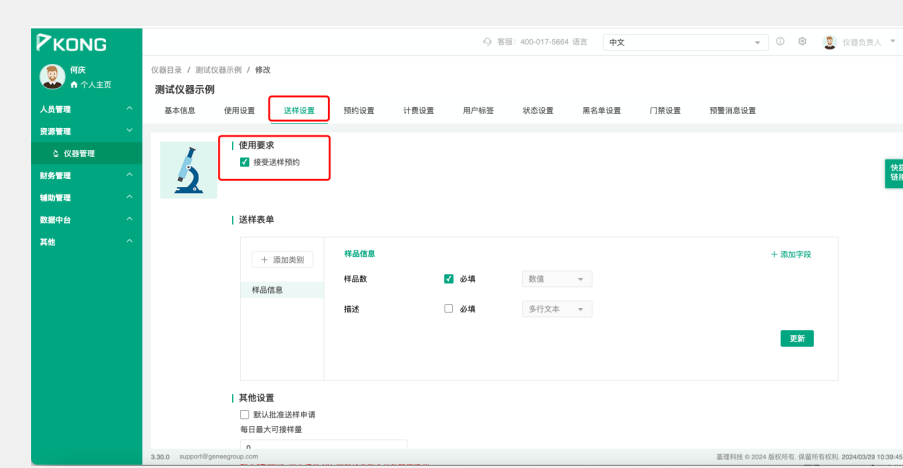 PKONG
客服: 400-017-5664 语言 中文
仪器负责人
何庆
个人主页
人员管理
资源管理
仪器管理
财务管理
辅助管理
数据中台
其他
仪器目录 / 测试仪器示例 / 修改
测试仪器示例
基本信息 使用设置 送样设置 预约设置 计费设置 用户标签 状态设置 黑名单设置 门禁设置 预警消息设置
使用要求
接受送样预约
快捷
链接
送样表单
+ 添加类别
样品信息
样品信息 + 添加字段
样品数 必填 数值
描述 必填 多行文本
更新
其他设置
默认批准送样申请
每日最大可接样量
3.30.0 support@geneegroup.com
基理科技 © 2024 版权所有. 保留所有权利. 2024/03/29 10:39:45